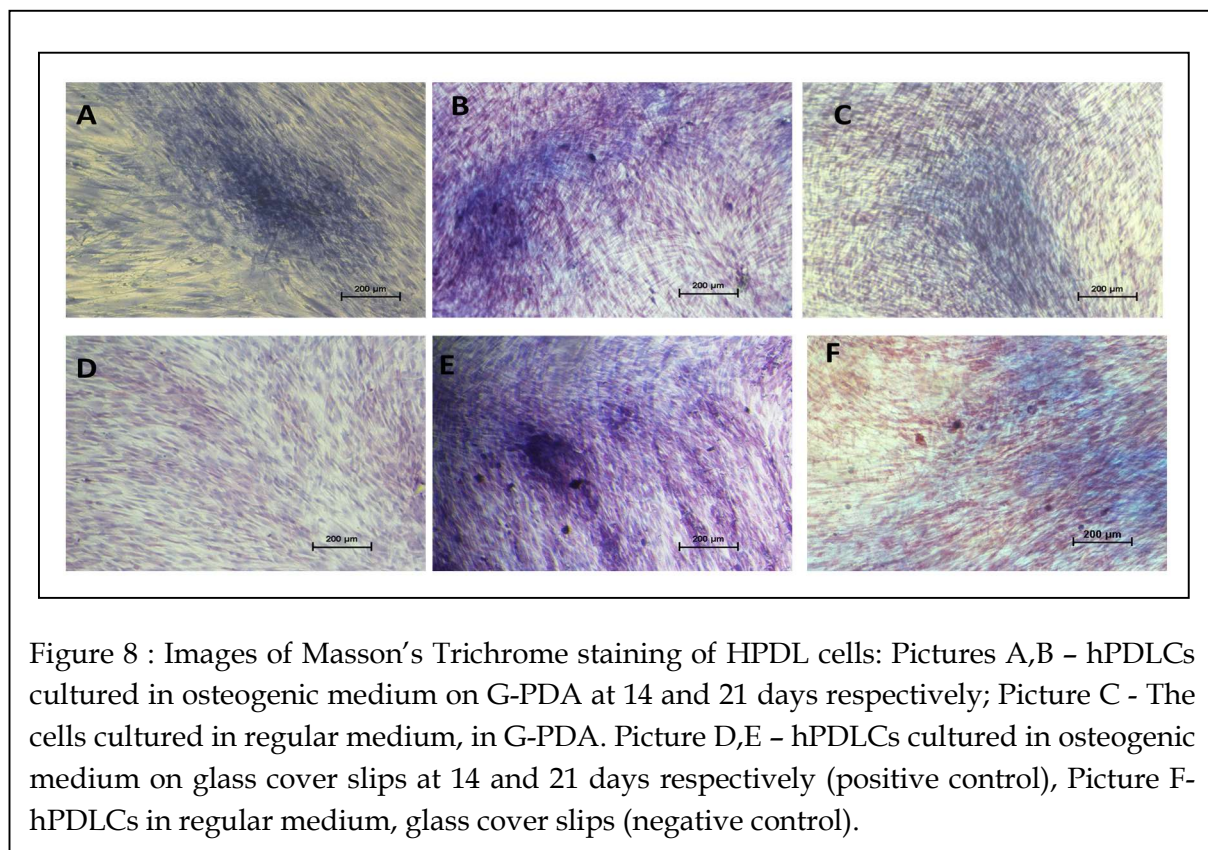 A
B
C
200 µm
200 µm
200 µm
D
E
F
200 µm
200 µm
200 µm
Figure 8 : Images of Masson’s Trichrome staining of HPDL cells: Pictures A,B – hPDLCs
cultured in osteogenic medium on G-PDA at 14 and 21 days respectively; Picture C - The
cells cultured in regular medium, in G-PDA. Picture D,E – hPDLCs cultured in osteogenic
medium on glass cover slips at 14 and 21 days respectively (positive control), Picture F-
hPDLCs in regular medium, glass cover slips (negative control).